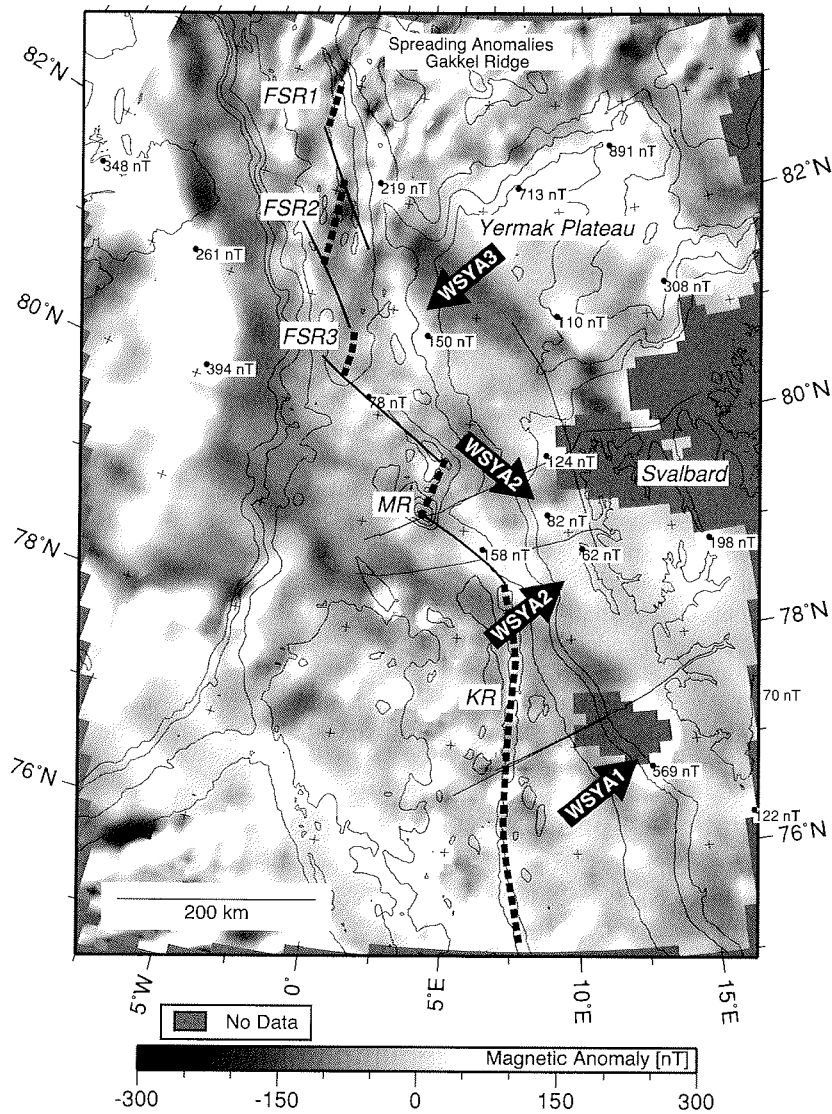 Spreading Anomalies
Gakkel Ridge
82˚N
FSR1
348 nT
219 nT
891 nT
713 nT
82˚N
FSR2
Yermak Plateau
261 nT
WSYA3
308 nT
80˚N
110 nT
FSR3
150 nT
394 nT
78 nT
80˚N
WSYA2
124 nT
Svalbard
MR
82 nT
198 nT
78˚N
158 nT
62 nT
WSYA2
78˚N
KR
70 nT
76˚N
569 nT
WSYA1
122 nT
76˚N
200 km
5˚W
0˚
5˚E
10˚E
15˚E
No Data
Magnetic Anomaly [nT]
-300
-150
0
150
300